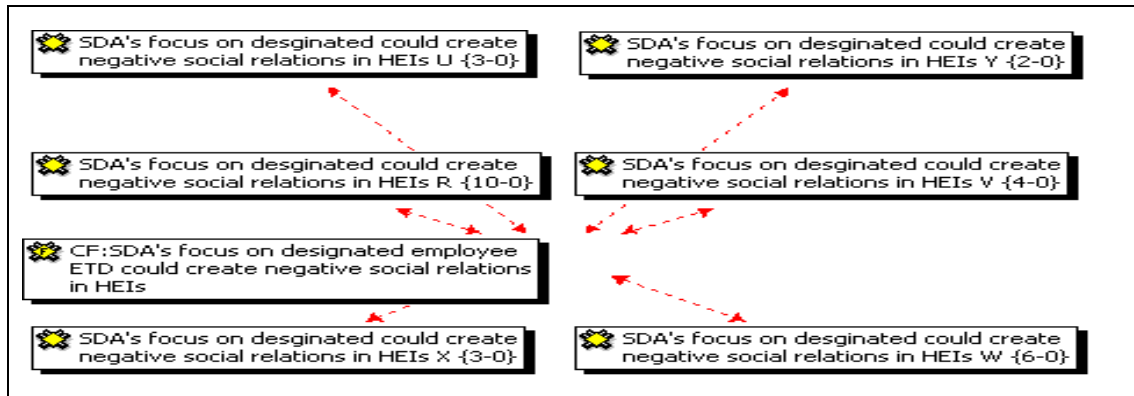 SDA's focus on desginated could create
negative social relations in HEIs U {3-0}
SDA's focus on desginated could create
negative social relations in HEIs Y {2-0}
SDA's focus on desginated could create
negative social relations in HEIs R {10-0}
SDA's focus on desginated could create
negative social relations in HEIs V {4-0}
CF:SDA's focus on designated employee
ETD could create negative social relations
in HEIs
SDA's focus on desginated could create
negative social relations in HEIs X {3-0}
SDA's focus on desginated could create
negative social relations in HEIs W {6-0}